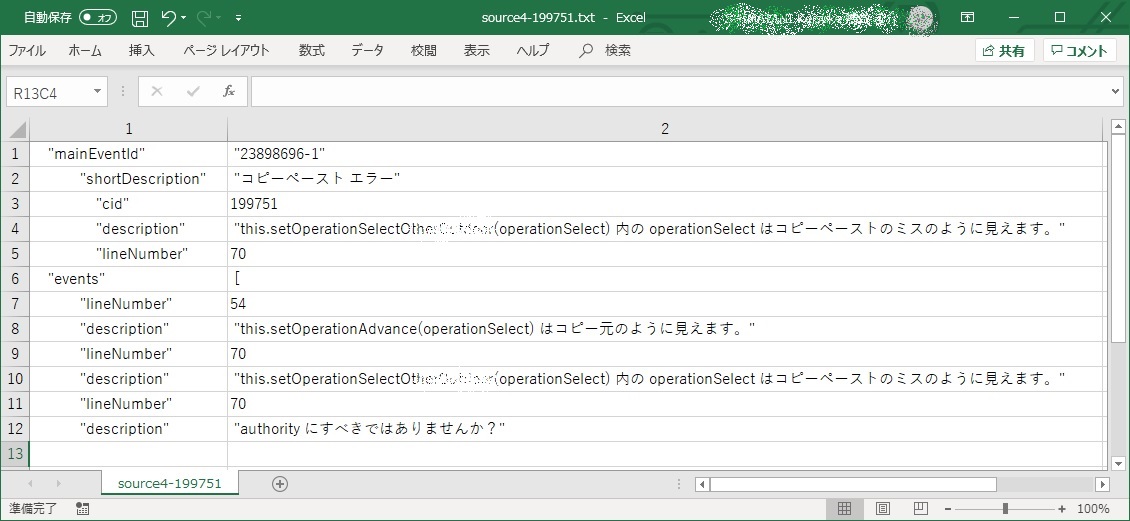 自動保存 オフ source4-199751.txt - Excel
ファイル ホーム 挿入 ページ レイアウト 数式 データ 校閲 表示 ヘルプ 検索 共有 コメント
R13C4 fx
1 2
1 "mainEventId" "23898696-1"
2 "shortDescription" "コピーペースト エラー"
3 "cid" 199751
4 "description" "this.setOperationSelectOther (operationSelect) 内の operationSelect はコピーペーストのミスのように見えます。"
5 "lineNumber" 70
6 "events" [
7 "lineNumber" 54
8 "description" "this.setOperationAdvance(operationSelect) はコピー元のように見えます。"
9 "lineNumber" 70
10 "description" "this.setOperationSelectOther (operationSelect) 内の operationSelect はコピーペーストのミスのように見えます。"
11 "lineNumber" 70
12 "description" "authority にすべきではありませんか？"
13
source4-199751
準備完了 100%